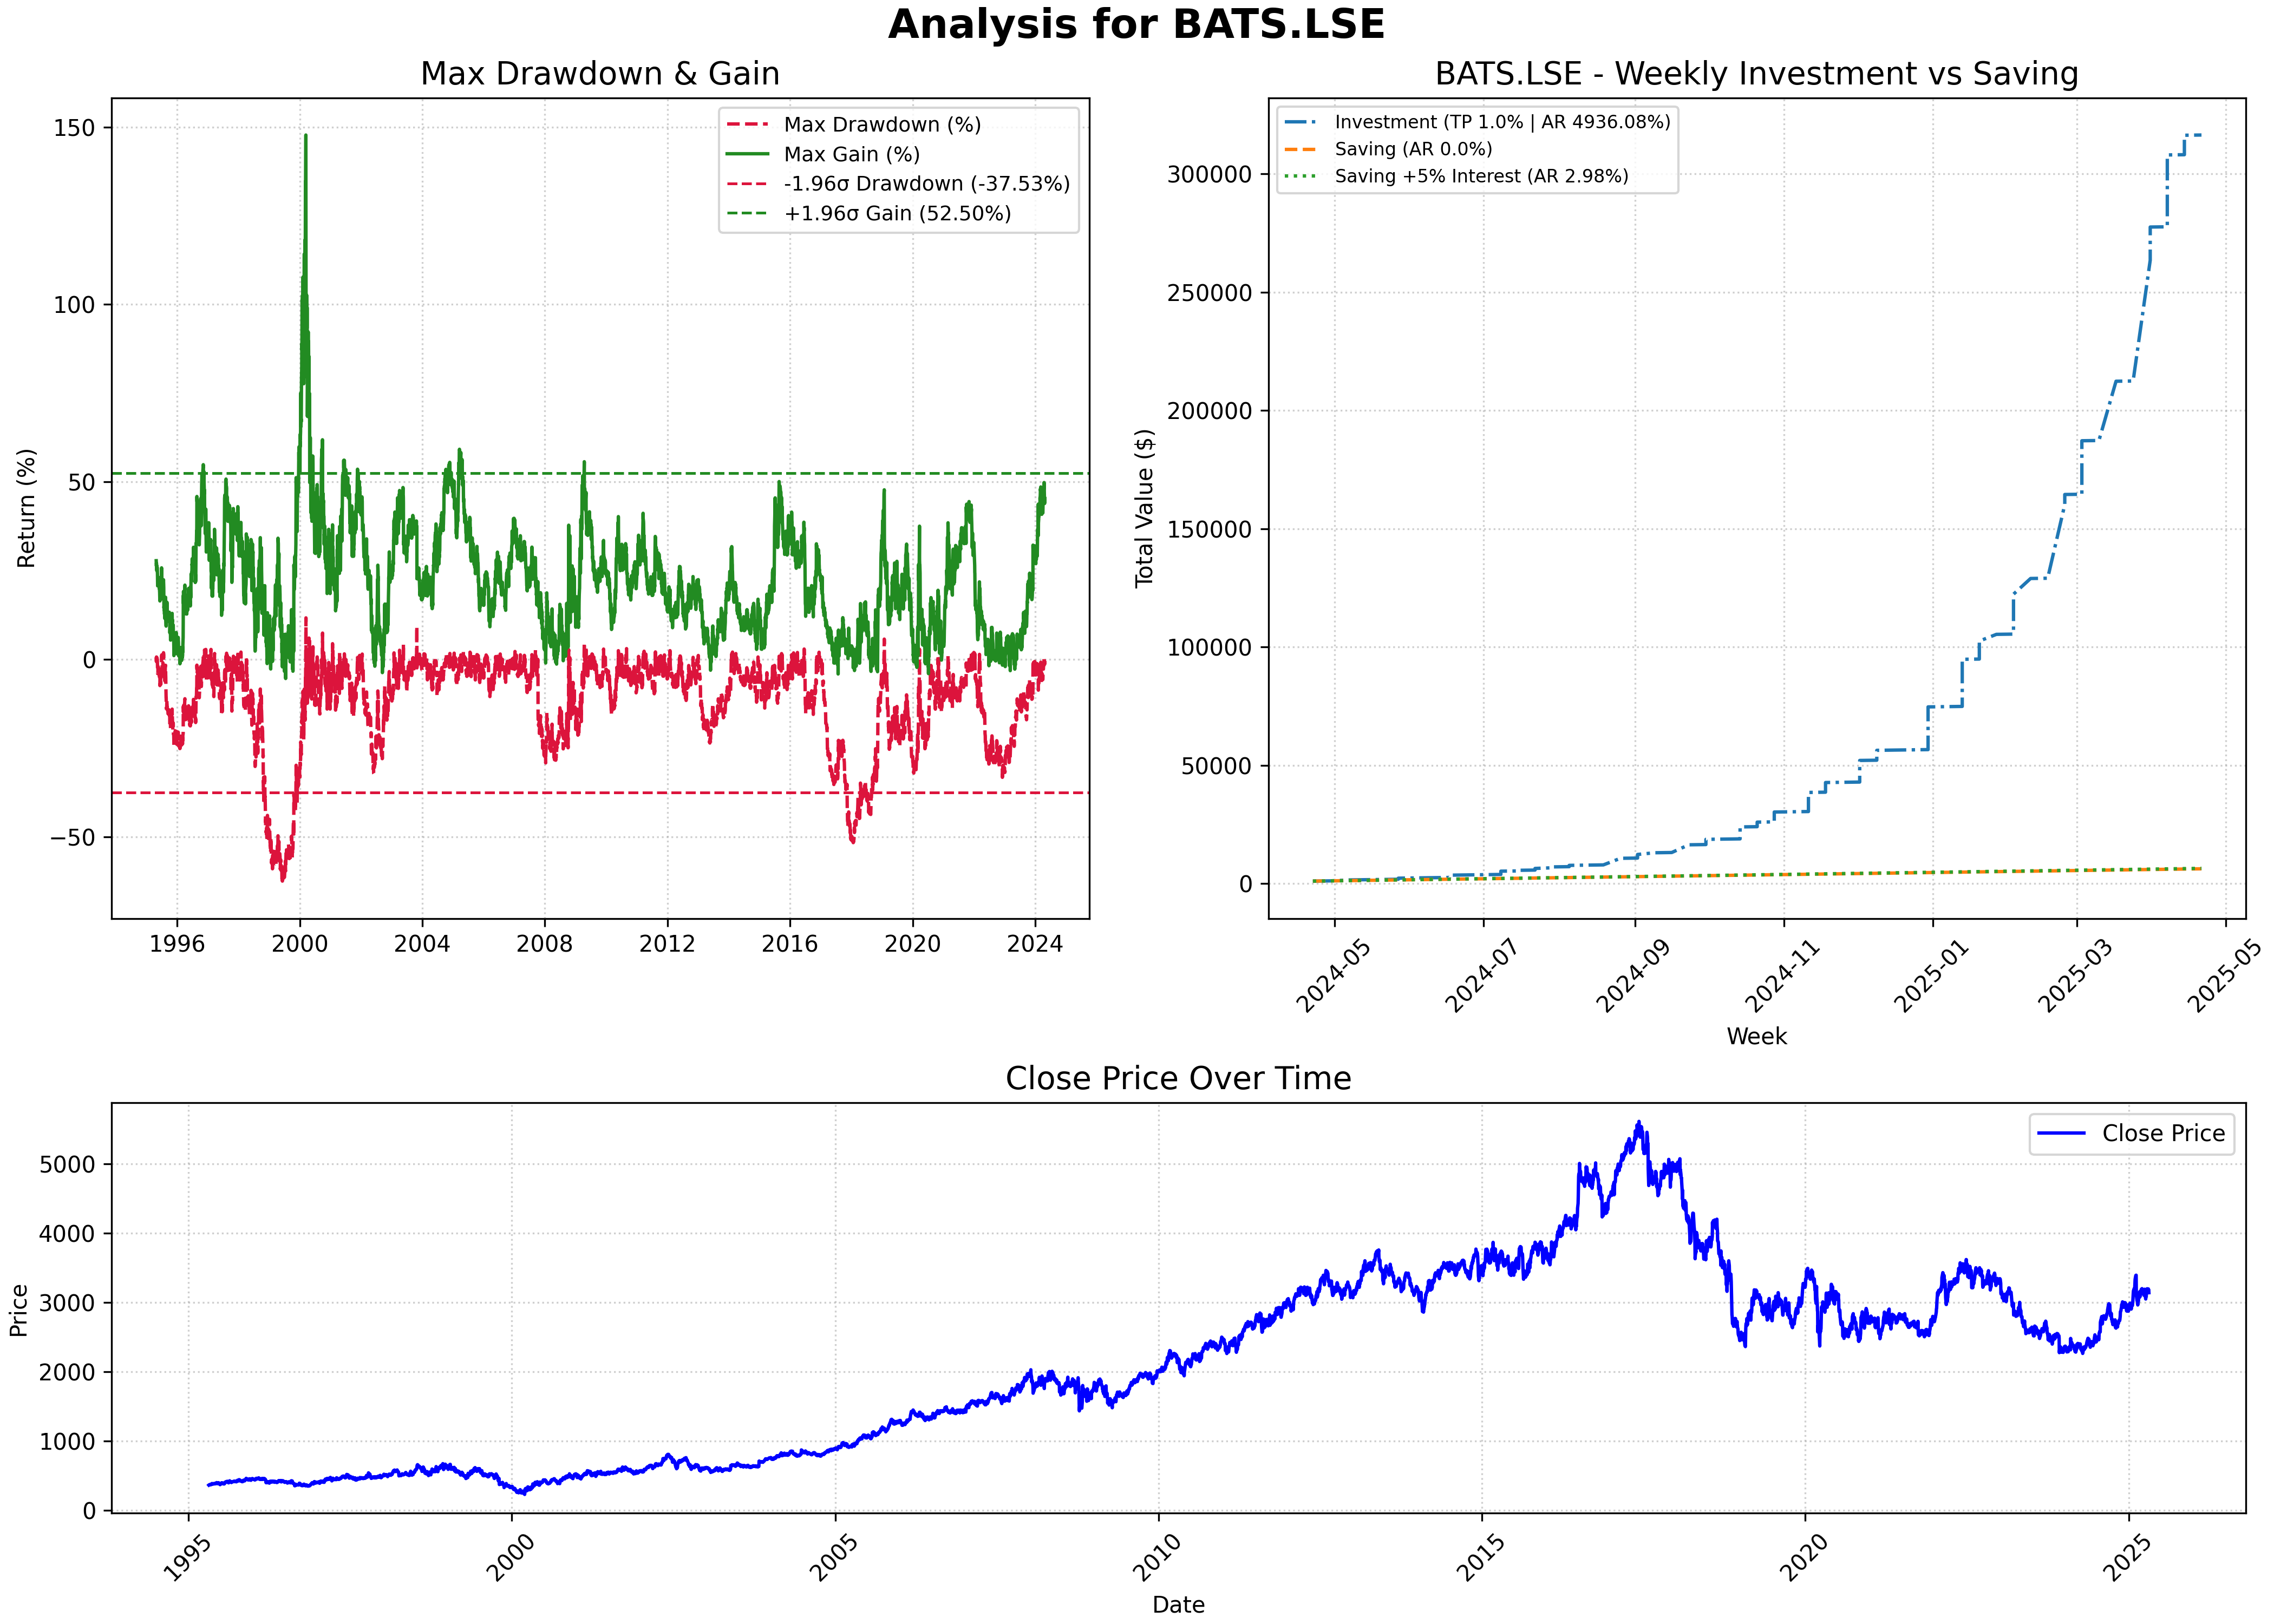 Analysis for BATS.LSE
Max Drawdown & Gain
Return (%)
150
100
50
0
−50
1996 2000 2004 2008 2012 2016 2020 2024
Max Drawdown (%)
Max Gain (%)
-1.96σ Drawdown (-37.53%)
+1.96σ Gain (52.50%)
BATS.LSE - Weekly Investment vs Saving
Total Value ($)
300000
250000
200000
150000
100000
50000
0
Investment (TP 1.0% | AR 4936.08%)
Saving (AR 0.0%)
Saving +5% Interest (AR 2.98%)
2024-05 2024-07 2024-09 2024-11 2025-01 2025-03 2025-05
Week
Close Price Over Time
Price
5000
4000
3000
2000
1000
0
Close Price
1995 2000 2005 2010 2015 2020 2025
Date